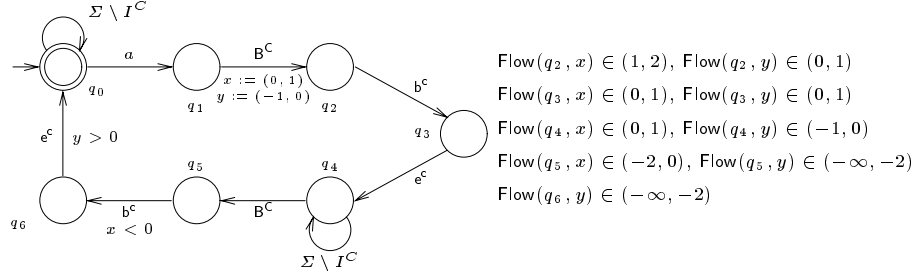 Σ \ I^C
a
B^C
x := (0, 1)
y := (−1, 0)
q_0
q_1
q_2
b^c
q_3
e^c
y > 0
e^c
q_5
q_4
q_6
b^c
x < 0
B^C
Σ \ I^C
Flow(q_2, x) ∈ (1, 2), Flow(q_2, y) ∈ (0, 1)
Flow(q_3, x) ∈ (0, 1), Flow(q_3, y) ∈ (0, 1)
Flow(q_4, x) ∈ (0, 1), Flow(q_4, y) ∈ (−1, 0)
Flow(q_5, x) ∈ (−2, 0), Flow(q_5, y) ∈ (−∞, −2)
Flow(q_6, y) ∈ (−∞, −2)